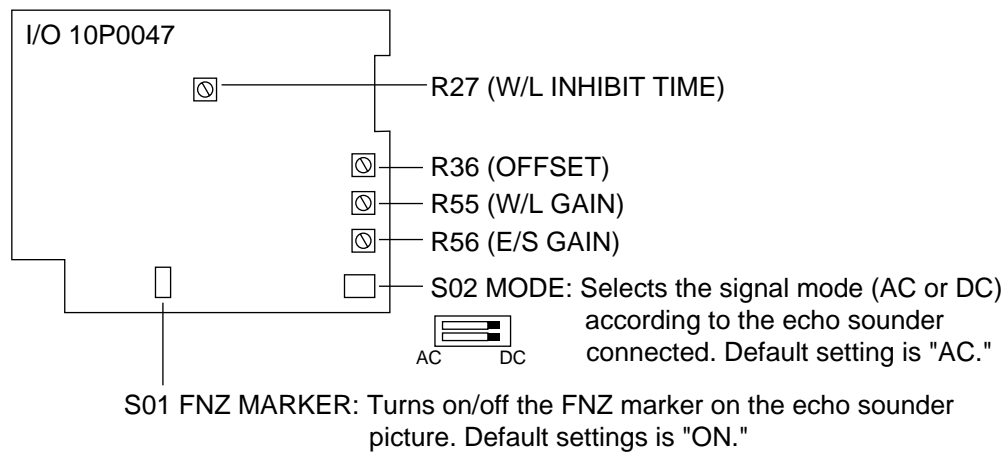 I/O 10P0047
R27 (W/L INHIBIT TIME)
R36 (OFFSET)
R55 (W/L GAIN)
R56 (E/S GAIN)
S02 MODE: Selects the signal mode (AC or DC)
according to the echo sounder
connected. Default setting is "AC."
AC DC
S01 FNZ MARKER: Turns on/off the FNZ marker on the echo sounder
picture. Default settings is "ON."